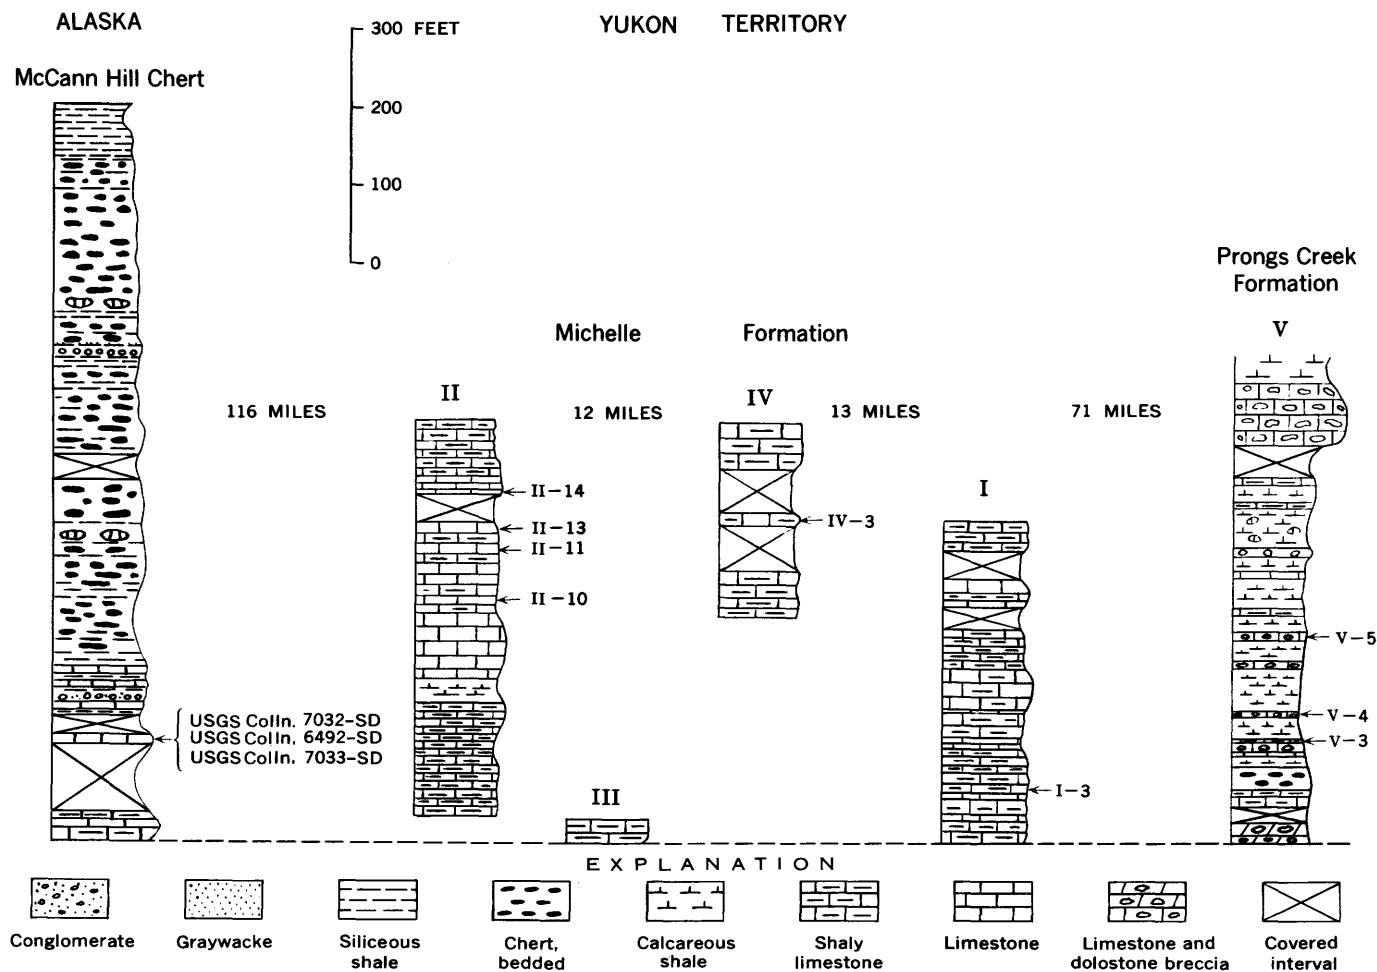 ALASKA
300 FEET
YUKON TERRITORY
McCann Hill Chert
200
100
0
Prongs Creek
Formation
Michelle Formation
V
II
IV
116 MILES
12 MILES
13 MILES
71 MILES
I
II-14
II-13
II-11
II-10
IV-3
V-5
V-4
V-3
USGS Colln. 7032-SD
USGS Colln. 6492-SD
USGS Colln. 7033-SD
III
I-3
EXPLANATION
Conglomerate
Graywacke
Siliceous
shale
Chert,
bedded
Calcareous
shale
Shaly
limestone
Limestone
Limestone and
dolostone breccia
Covered
interval